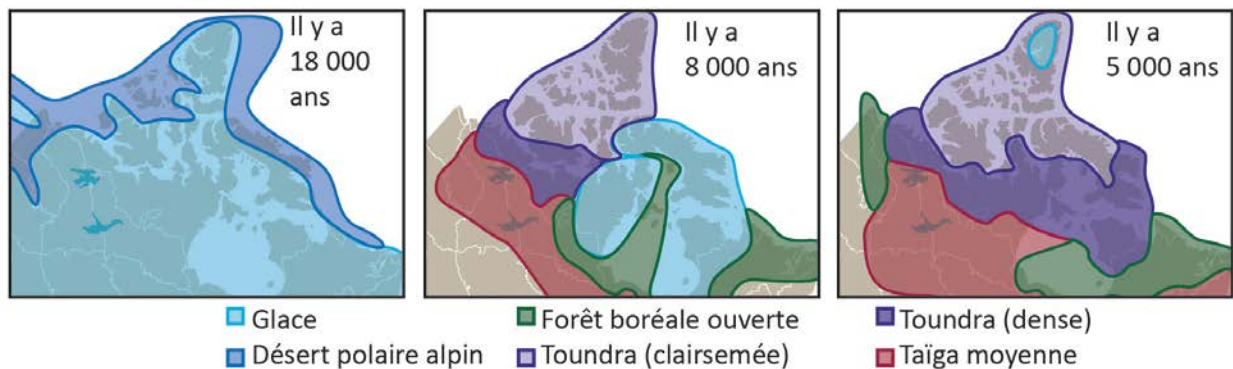 Il y a
18 000
ans
Il y a
8 000 ans
Il y a
5 000 ans
Glace
Forêt boréale ouverte
Toundra (dense)
Désert polaire alpin
Toundra (clairsemée)
Taïga moyenne